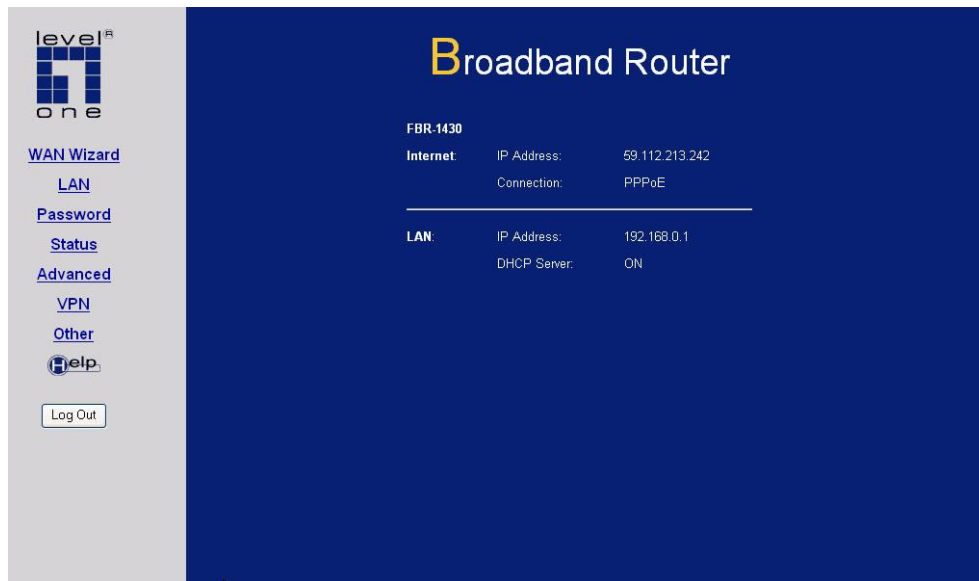 level®
one
WAN Wizard
LAN
Password
Status
Advanced
VPN
Other
Help
Log Out
Broadband Router
FBR-1430
Internet: IP Address: 59.112.213.242
Connection: PPPoE
LAN: IP Address: 192.168.0.1
DHCP Server: ON